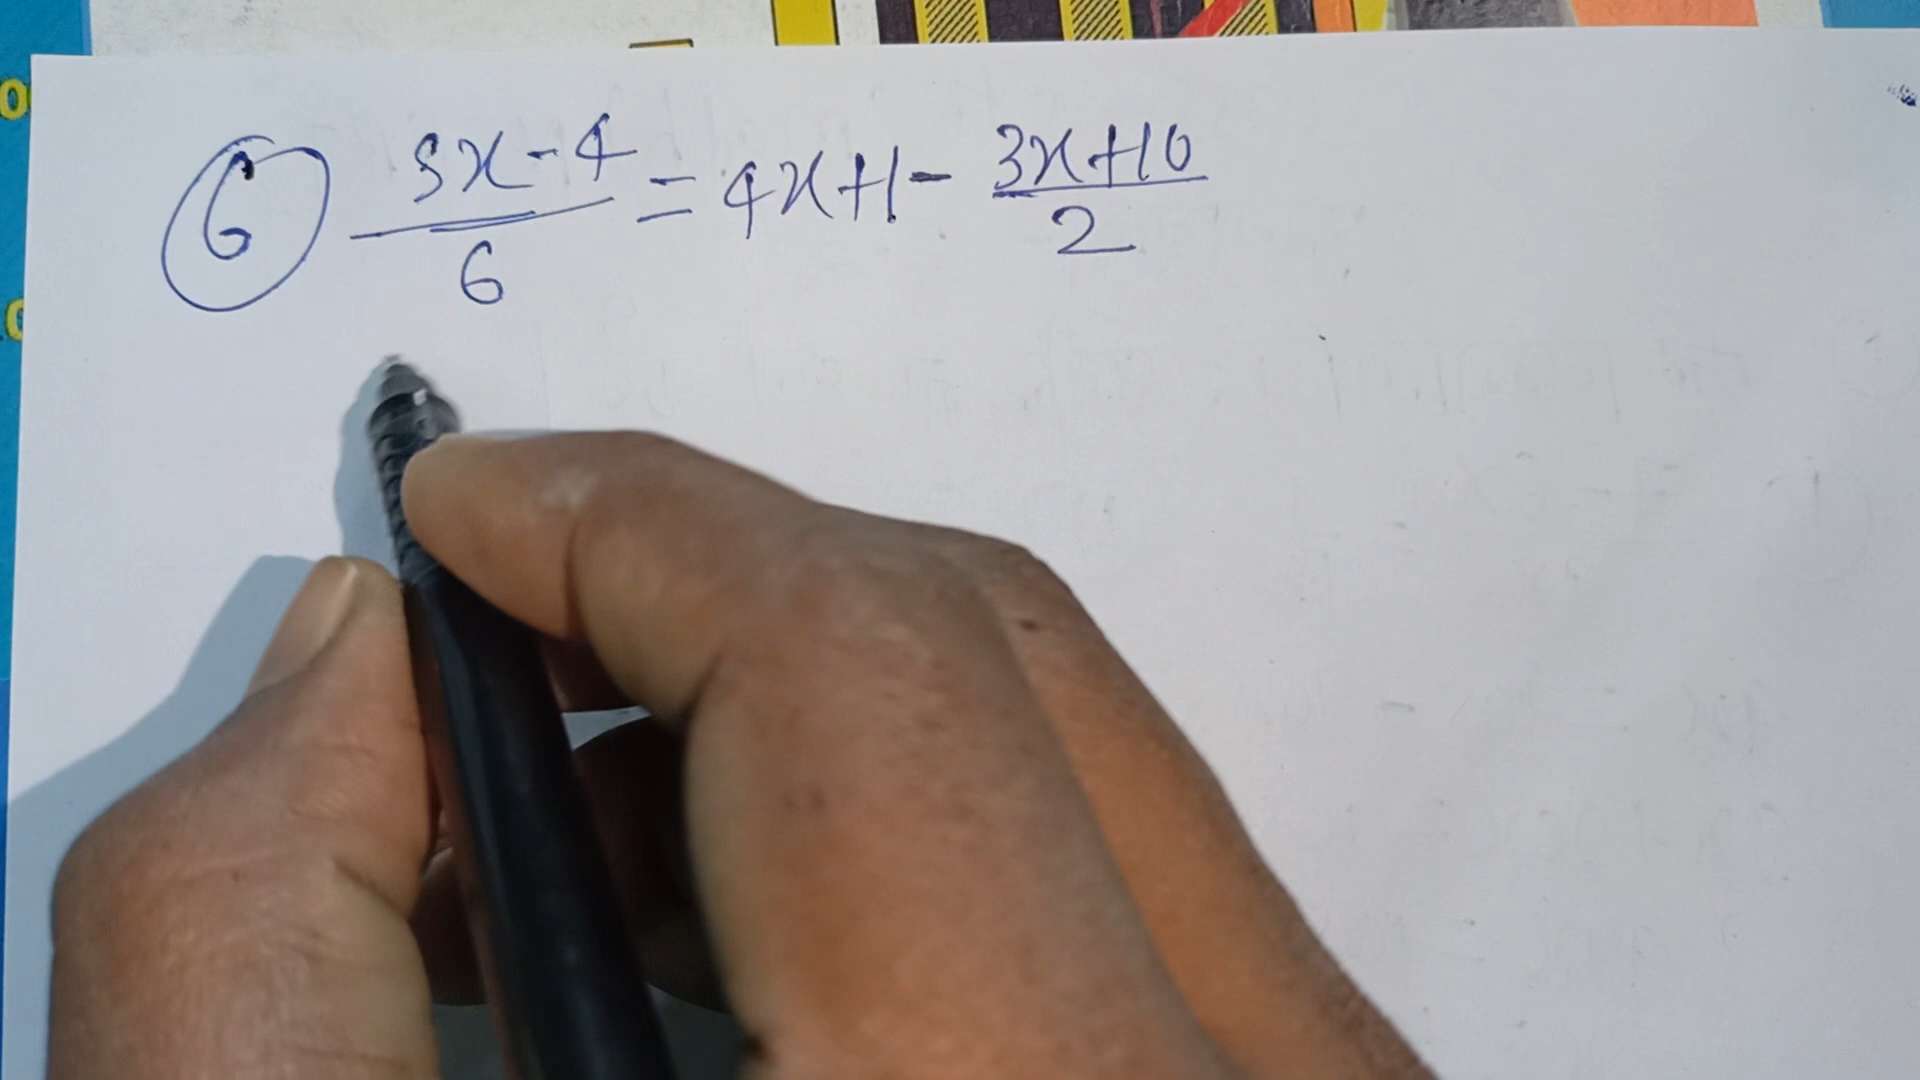 6 5x-4/6 = 4x+1 - 3x+10/2